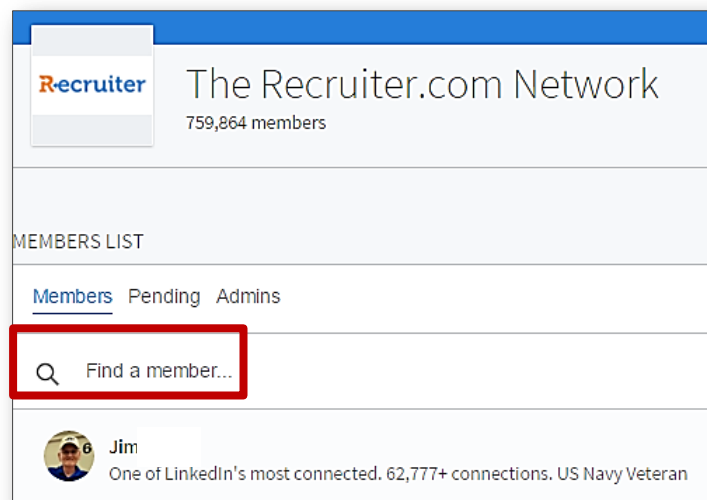 Recruiter
The Recruiter.com Network
759,864 members
MEMBERS LIST
Members Pending Admins
Find a member...
6
Jim
One of LinkedIn's most connected. 62,777+ connections. US Navy Veteran